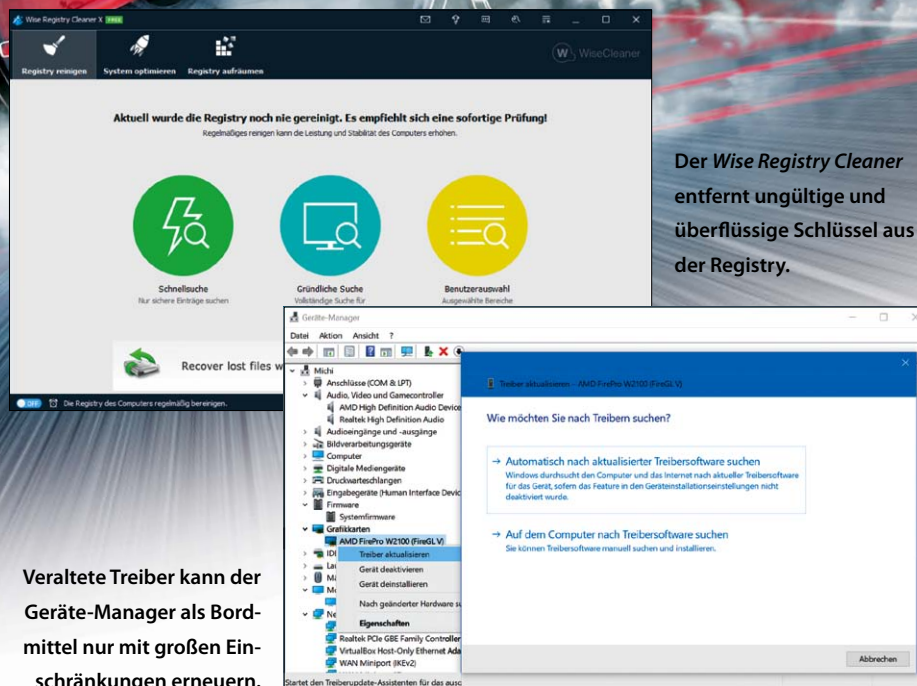 Wise Registry Cleaner X FREE
Registry reinigen System optimieren Registry aufräumen
W WiseCleaner
Aktuell wurde die Registry noch nie gereinigt. Es empfiehlt sich eine sofortige Prüfung!
Regelmäßiges reinigen kann die Leistung und Stabilität des Computers erhöhen.
Schnellsuche
Nur sichere Einträge suchen
Gründliche Suche
Vollständige Suche für
Benutzerauswahl
Ausgewählte Bereiche
Recover lost files w
OFF Die Registry des Computers regelmäßig bereinigen.
Der Wise Registry Cleaner
entfernt ungültige und
überflüssige Schlüssel aus
der Registry.
Geräte-Manager
Datei Aktion Ansicht ?
Michi
Anschlüsse (COM & LPT)
Audio, Video und Gamecontroller
AMD High Definition Audio Device
Realtek High Definition Audio
Audioeingänge und -ausgänge
Bildverarbeitungsgeräte
Computer
Digitale Mediengeräte
Druckwarteschlangen
Eingabegeräte (Human Interface Devic
Firmware
Systemfirmware
Grafikkarten
AMD FirePro W2100 (FireGL V)
IDI
Treiber aktualisieren
La
Gerät deaktivieren
Mä
Gerät deinstallieren
Mo
Nach geänderter Hardware su
Ne
Eigenschaften
Realtek PCIe GBE Family Controller
VirtualBox Host-Only Ethernet Ada
WAN Miniport (IKEv2)
Startet den Treiberupdate-Assistenten für das ausg
Treiber aktualisieren – AMD FirePro W2100 (FireGL V)
Wie möchten Sie nach Treibern suchen?
→ Automatisch nach aktualisierter Treibersoftware suchen
Windows durchsucht den Computer und das Internet nach aktueller Treibersoftware
für das Gerät, sofern das Feature in den Geräteinstallationseinstellungen nicht
deaktiviert wurde.
→ Auf dem Computer nach Treibersoftware suchen
Sie können Treibersoftware manuell suchen und installieren.
Abbrechen
Veraltete Treiber kann der
Geräte-Manager als Bord-
mittel nur mit großen Ein-
schränkungen erneuern.